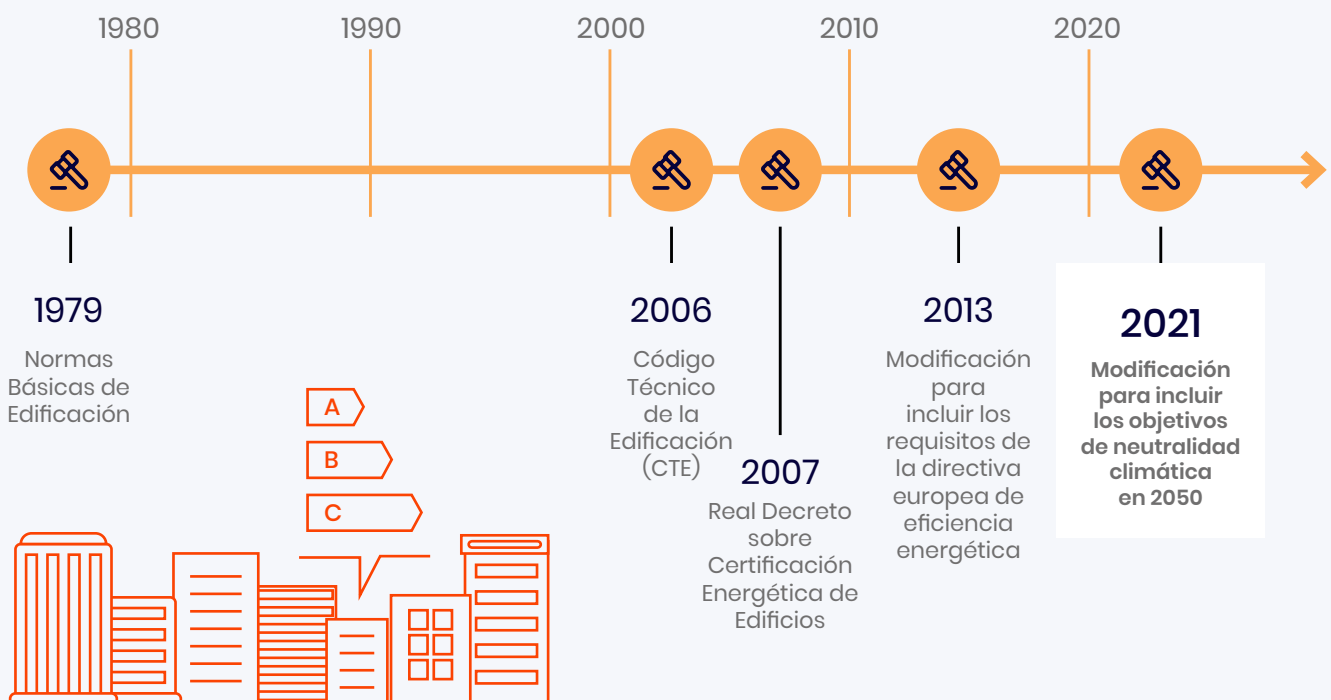 1980
1990
2000
2010
2020
1979
Normas
Básicas de
Edificación
2006
Código
Técnico
de la
Edificación
(CTE)
2007
Real Decreto
sobre
Certificación
Energética de
Edificios
2013
Modificación
para
incluir los
requisitos de
la directiva
europea de
eficiencia
energética
2021
Modificación
para incluir
los objetivos
de neutralidad
climática
en 2050
A
B
C